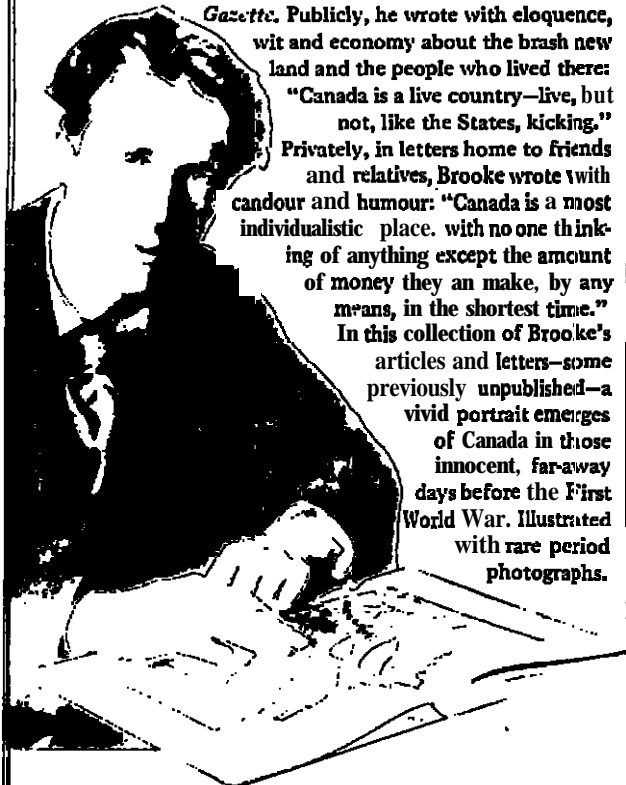 Gazette. Publicly, he wrote with eloquence,
wit and economy about the brash new
land and the people who lived there:
“Canada is a live country—live, but
not, like the States, kicking.”
Privately, in letters home to friends
and relatives, Brooke wrote with
candour and humour: “Canada is a most
individualistic place. with no one think-
ing of anything except the amount
of money they an make, by any
means, in the shortest time.”
In this collection of Brooke's
articles and letters—some
previously unpublished—a
vivid portrait emerges
of Canada in those
innocent, far-away
days before the First
World War. Illustrated
with rare period
photographs.